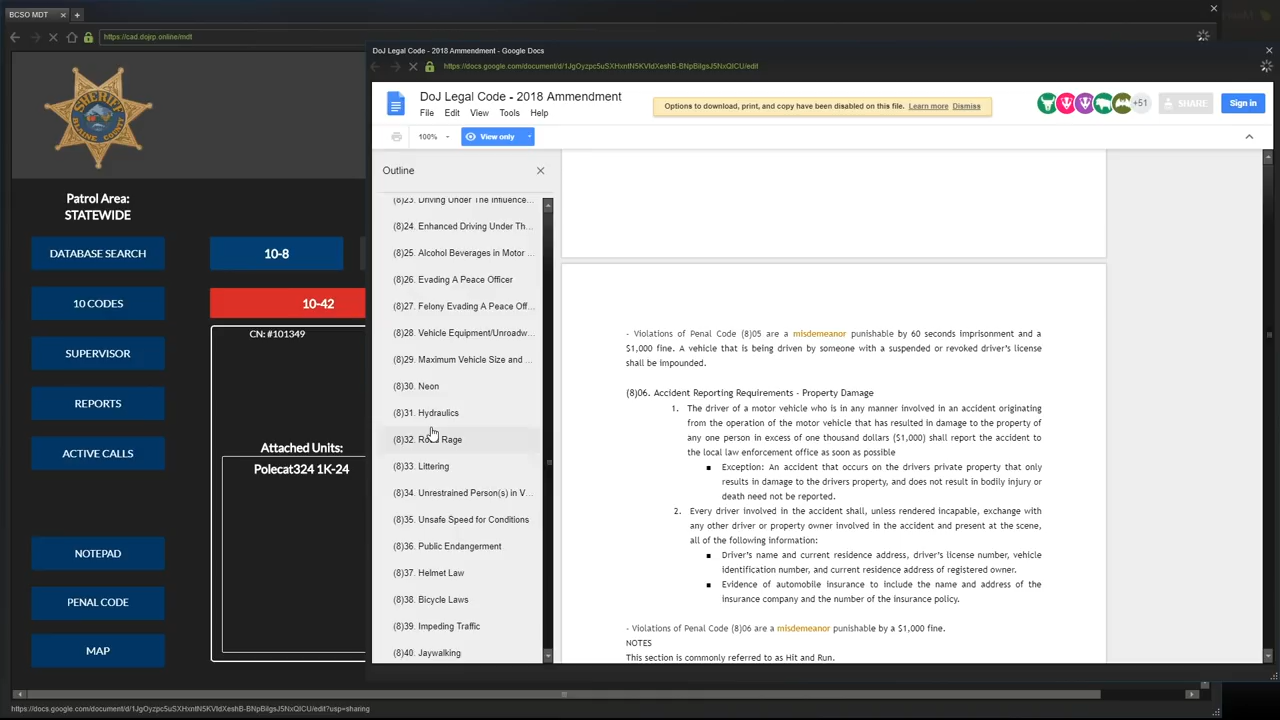 BCSO MDT
https://cad.dojrp.online/mdt
SHERIFF
BLAINE COUNTY
Patrol Area:
STATEWIDE
DATABASE SEARCH
10 CODES
SUPERVISOR
REPORTS
ACTIVE CALLS
NOTEPAD
PENAL CODE
MAP
10-8
10-42
CN: #101349
Attached Units:
Polecat324 1K-24
DoJ Legal Code - 2018 Ammendment - Google Docs
DoJ Legal Code - 2018 Ammendment
File Edit View Tools Help
Options to download, print, and copy have been disabled on this file. Learn more Dismiss
+51
SHARE
Sign in
100%
View only
Outline
(8)23. Driving Under The Influence...
(8)24. Enhanced Driving Under Th...
(8)25. Alcohol Beverages in Motor ...
(8)26. Evading A Peace Officer
(8)27. Felony Evading A Peace Off...
(8)28. Vehicle Equipment/Unroadw...
(8)29. Maximum Vehicle Size and ...
(8)30. Neon
(8)31. Hydraulics
(8)32. Road Rage
(8)33. Littering
(8)34. Unrestrained Person(s) in V...
(8)35. Unsafe Speed for Conditions
(8)36. Public Endangerment
(8)37. Helmet Law
(8)38. Bicycle Laws
(8)39. Impeding Traffic
(8)40. Jaywalking
- Violations of Penal Code (8)05 are a misdemeanor punishable by 60 seconds imprisonment and a
$1,000 fine. A vehicle that is being driven by someone with a suspended or revoked driver's license
shall be impounded.
(8)06. Accident Reporting Requirements - Property Damage
1. The driver of a motor vehicle who is in any manner involved in an accident originating
from the operation of the motor vehicle that has resulted in damage to the property of
any one person in excess of one thousand dollars ($1,000) shall report the accident to
the local law enforcement office as soon as possible
■ Exception: An accident that occurs on the drivers private property that only
results in damage to the drivers property, and does not result in bodily injury or
death need not be reported.
2. Every driver involved in the accident shall, unless rendered incapable, exchange with
any other driver or property owner involved in the accident and present at the scene,
all of the following information:
■ Driver's name and current residence address, driver's license number, vehicle
identification number, and current residence address of registered owner.
■ Evidence of automobile insurance to include the name and address of the
insurance company and the number of the insurance policy.
- Violations of Penal Code (8)06 are a misdemeanor punishable by a $1,000 fine.
NOTES
This section is commonly referred to as Hit and Run.